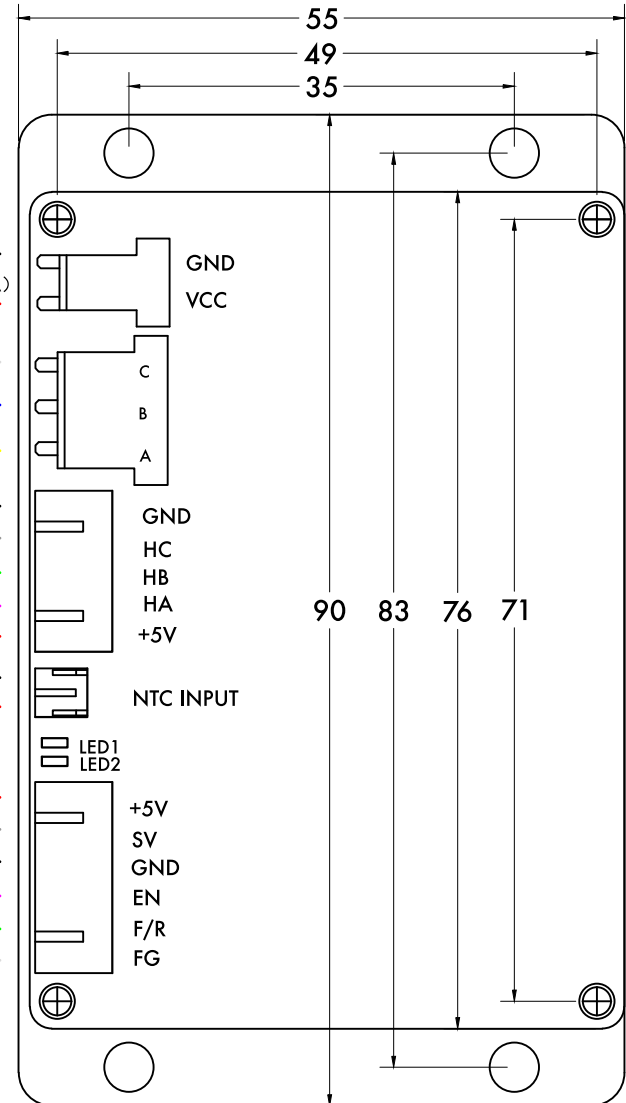 55
49
35
GND
VCC
C
B
A
GND
HC
HB
HA
+5V
90 83 76 71
NTC INPUT
LED1
LED2
+5V
SV
GND
EN
F/R
FG